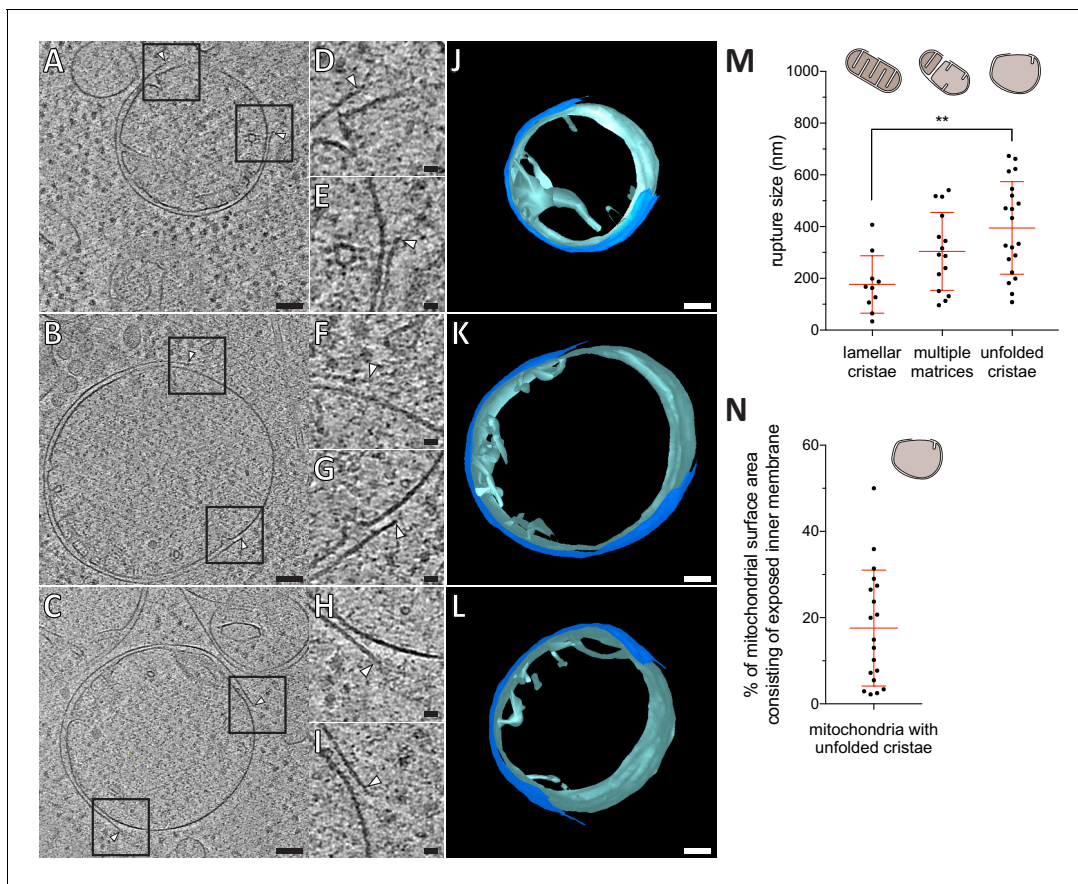 A
D
J
E
B
F
K
G
C
H
L
I
M
1000
800
600
400
200
0
rupture size (nm)
**
lamellar
cristae
multiple
matrices
unfolded
cristae
N
60
40
20
0
% of mitochondrial surface area
consisting of exposed inner membrane
mitochondria with
unfolded cristae